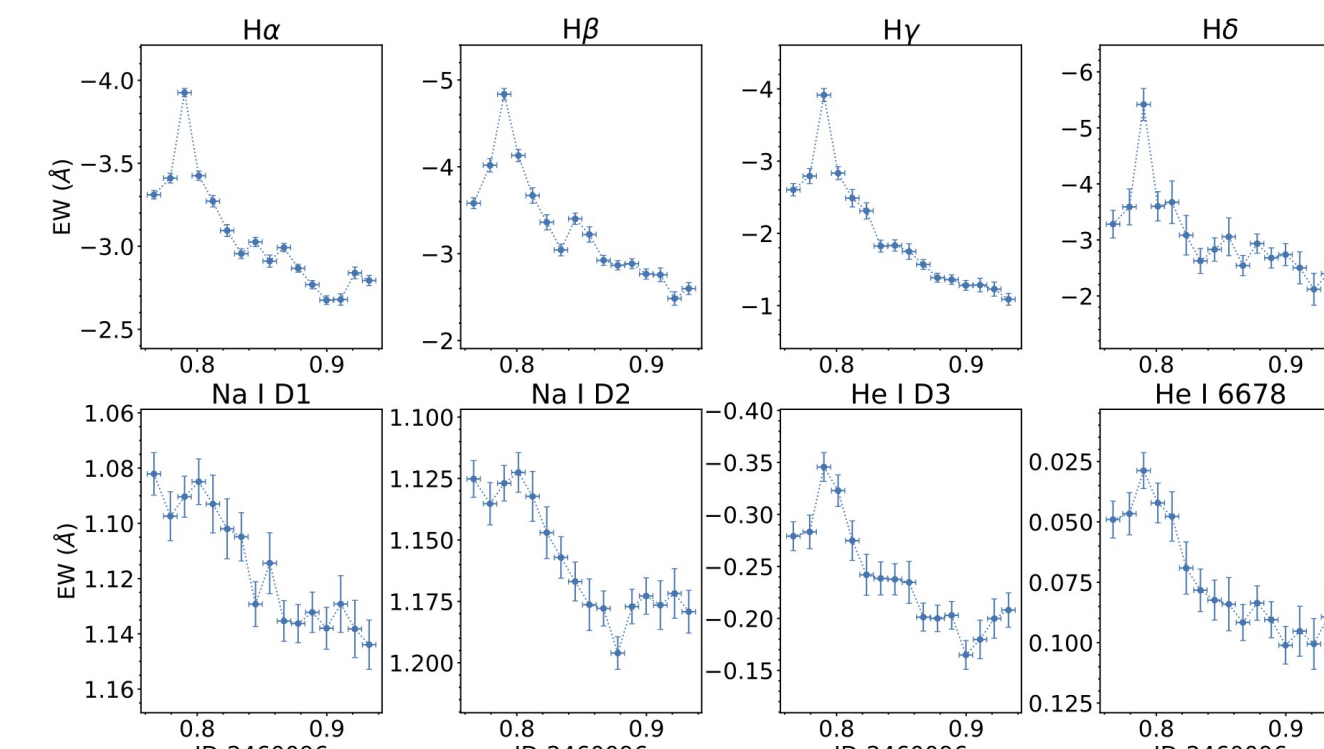 Hα Hβ Hγ Hδ
−4.0 −3.5 −3.0 −2.5
EW (Å)
−5 −4 −3 −2
−4 −3 −2 −1
−6 −5 −4 −3 −2
0.8 0.9 0.8 0.9 0.8 0.9 0.8
Na I D1 Na I D2 He I D3 He I 6678
1.06 1.08 1.10 1.12 1.14 1.16
EW (Å)
1.100 1.125 1.150 1.175 1.200
−0.40 −0.35 −0.30 −0.25 −0.20 −0.15
0.025 0.050 0.075 0.100 0.125
0.8 0.9 0.8 0.9 0.8 0.9 0.8 0.9